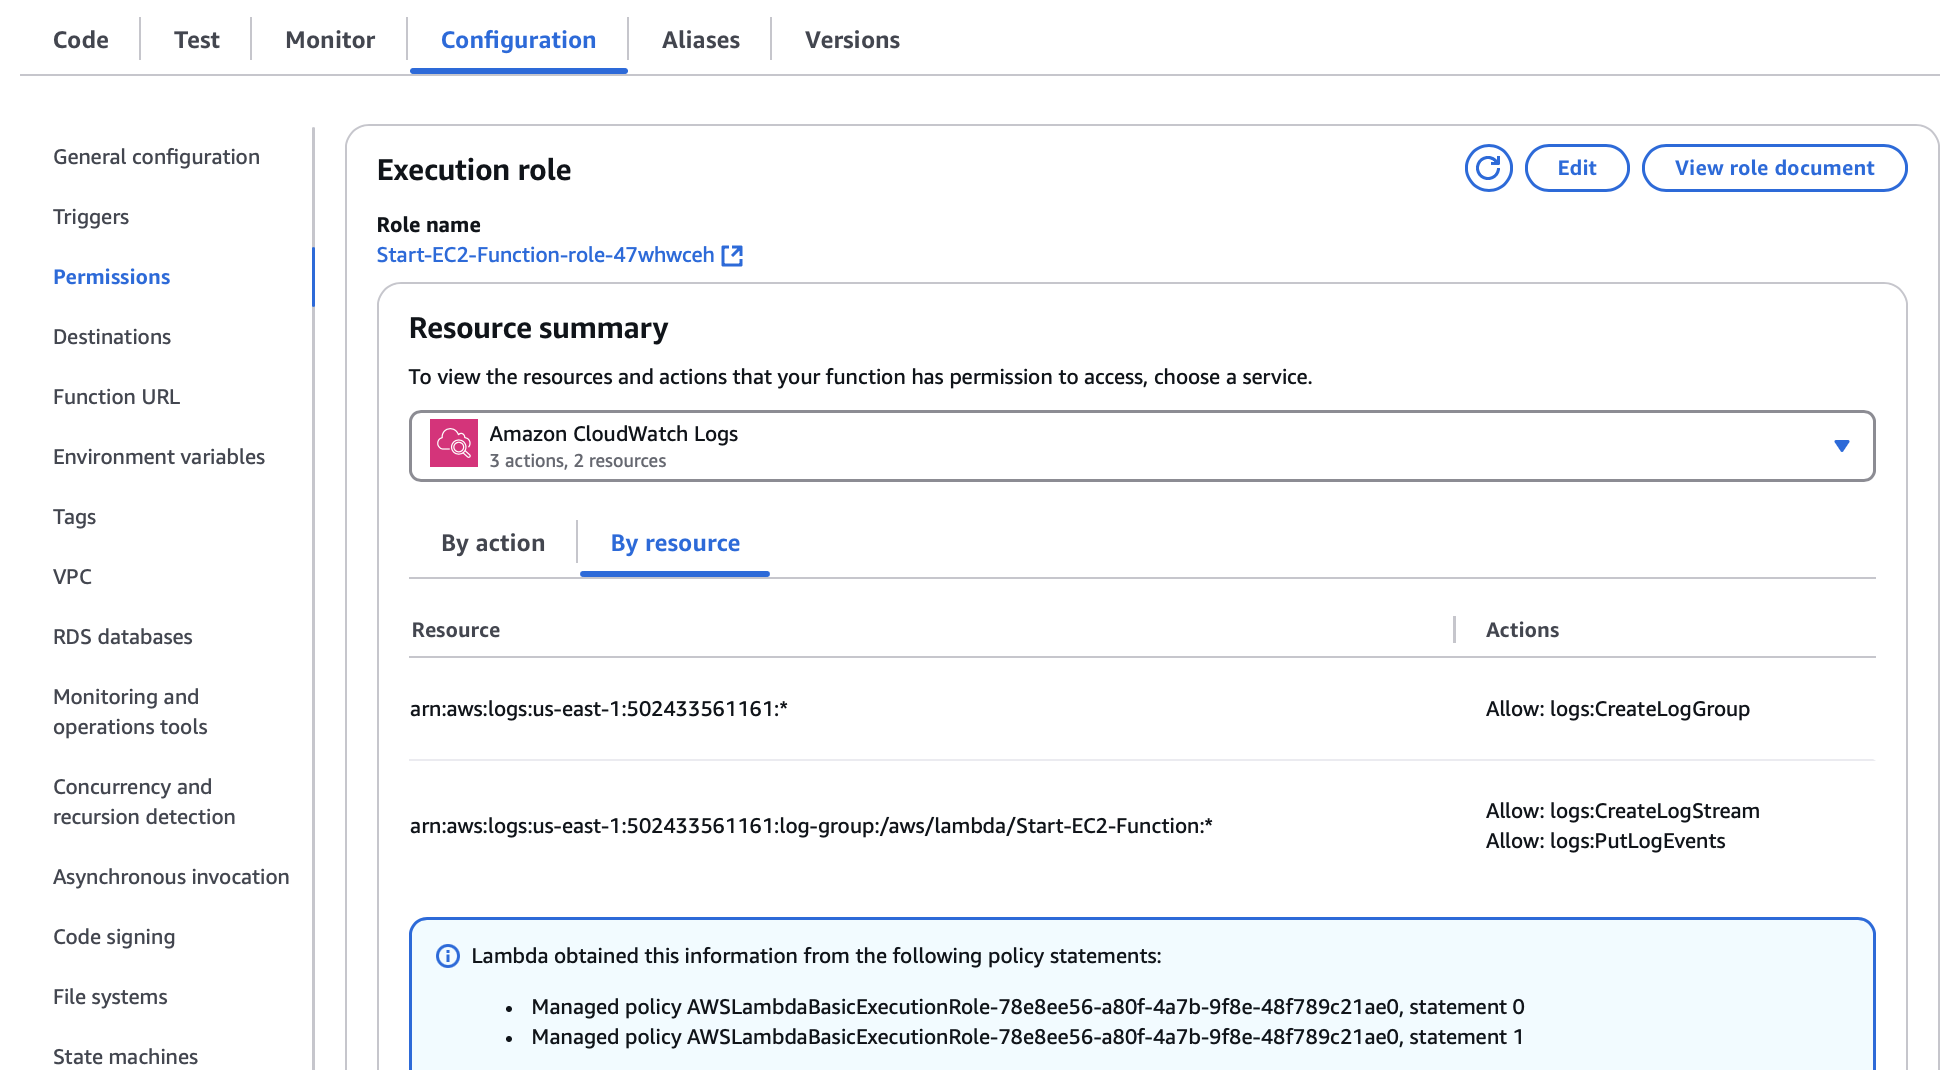 Code
Test
Monitor
Configuration
Aliases
Versions
General configuration
Triggers
Permissions
Destinations
Function URL
Environment variables
Tags
VPC
RDS databases
Monitoring and
operations tools
Concurrency and
recursion detection
Asynchronous invocation
Code signing
File systems
State machines
Execution role
Edit
View role document
Role name
Start-EC2-Function-role-47whwceh
Resource summary
To view the resources and actions that your function has permission to access, choose a service.
Amazon CloudWatch Logs
3 actions, 2 resources
By action
By resource
Resource
Actions
arn:aws:logs:us-east-1:502433561161:*
Allow: logs:CreateLogGroup
arn:aws:logs:us-east-1:502433561161:log-group:/aws/lambda/Start-EC2-Function:*
Allow: logs:CreateLogStream
Allow: logs:PutLogEvents
Lambda obtained this information from the following policy statements:
• Managed policy AWSLambdaBasicExecutionRole-78e8ee56-a80f-4a7b-9f8e-48f789c21ae0, statement 0
• Managed policy AWSLambdaBasicExecutionRole-78e8ee56-a80f-4a7b-9f8e-48f789c21ae0, statement 1